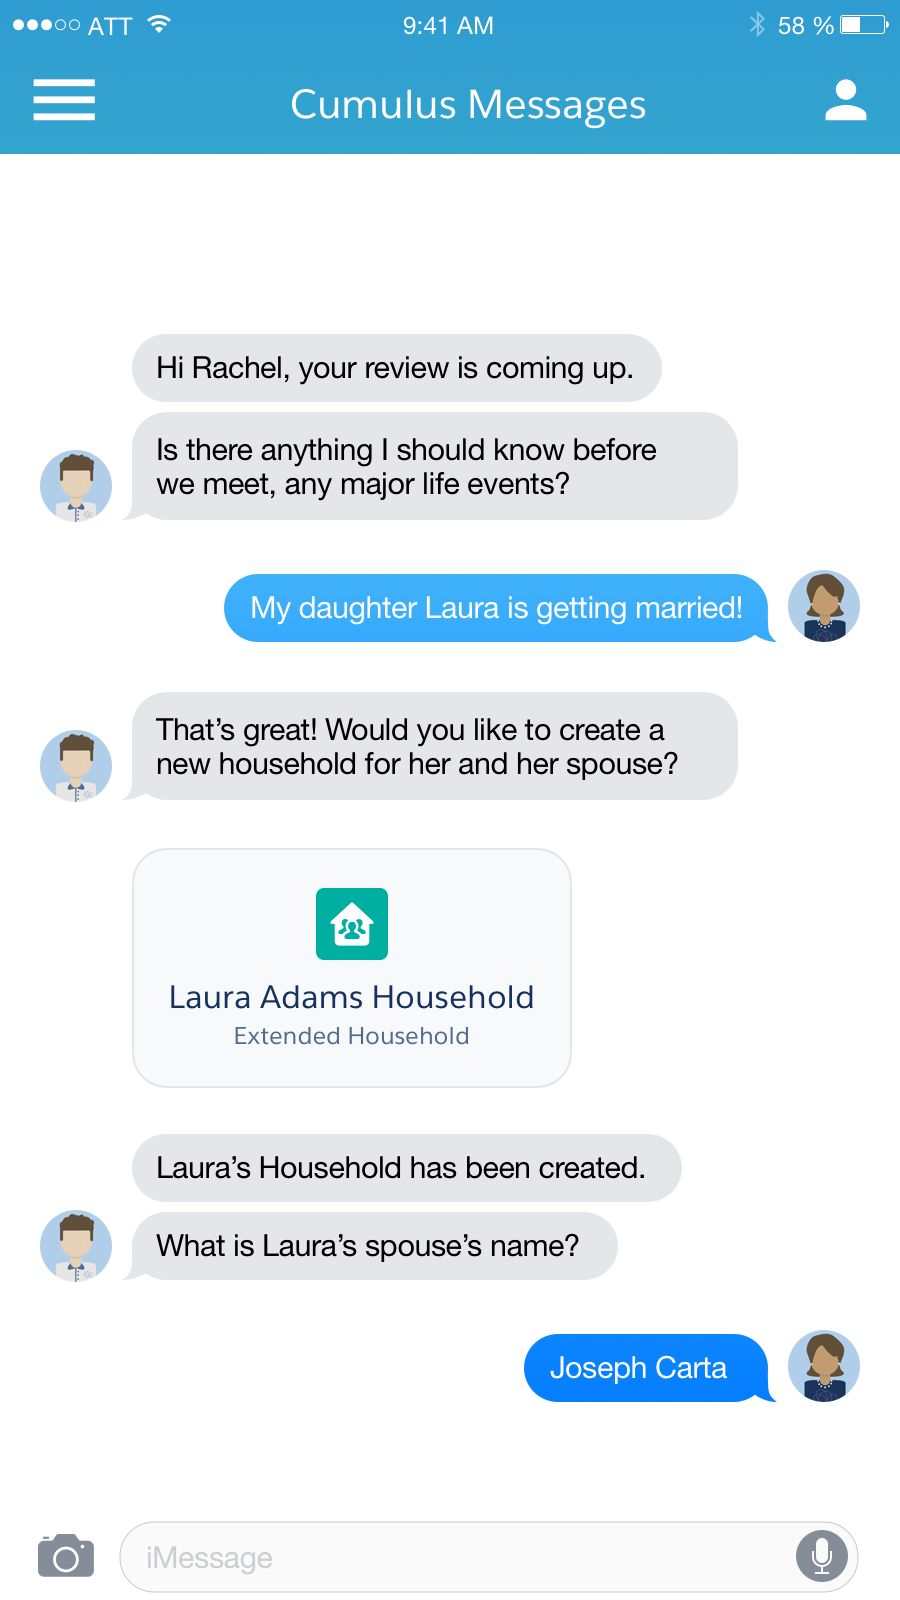 ATT 9:41 AM 58 %
Cumulus Messages
Hi Rachel, your review is coming up.
Is there anything I should know before
we meet, any major life events?
My daughter Laura is getting married!
That’s great! Would you like to create a
new household for her and her spouse?
Laura Adams Household
Extended Household
Laura’s Household has been created.
What is Laura’s spouse’s name?
Joseph Carta
iMessage